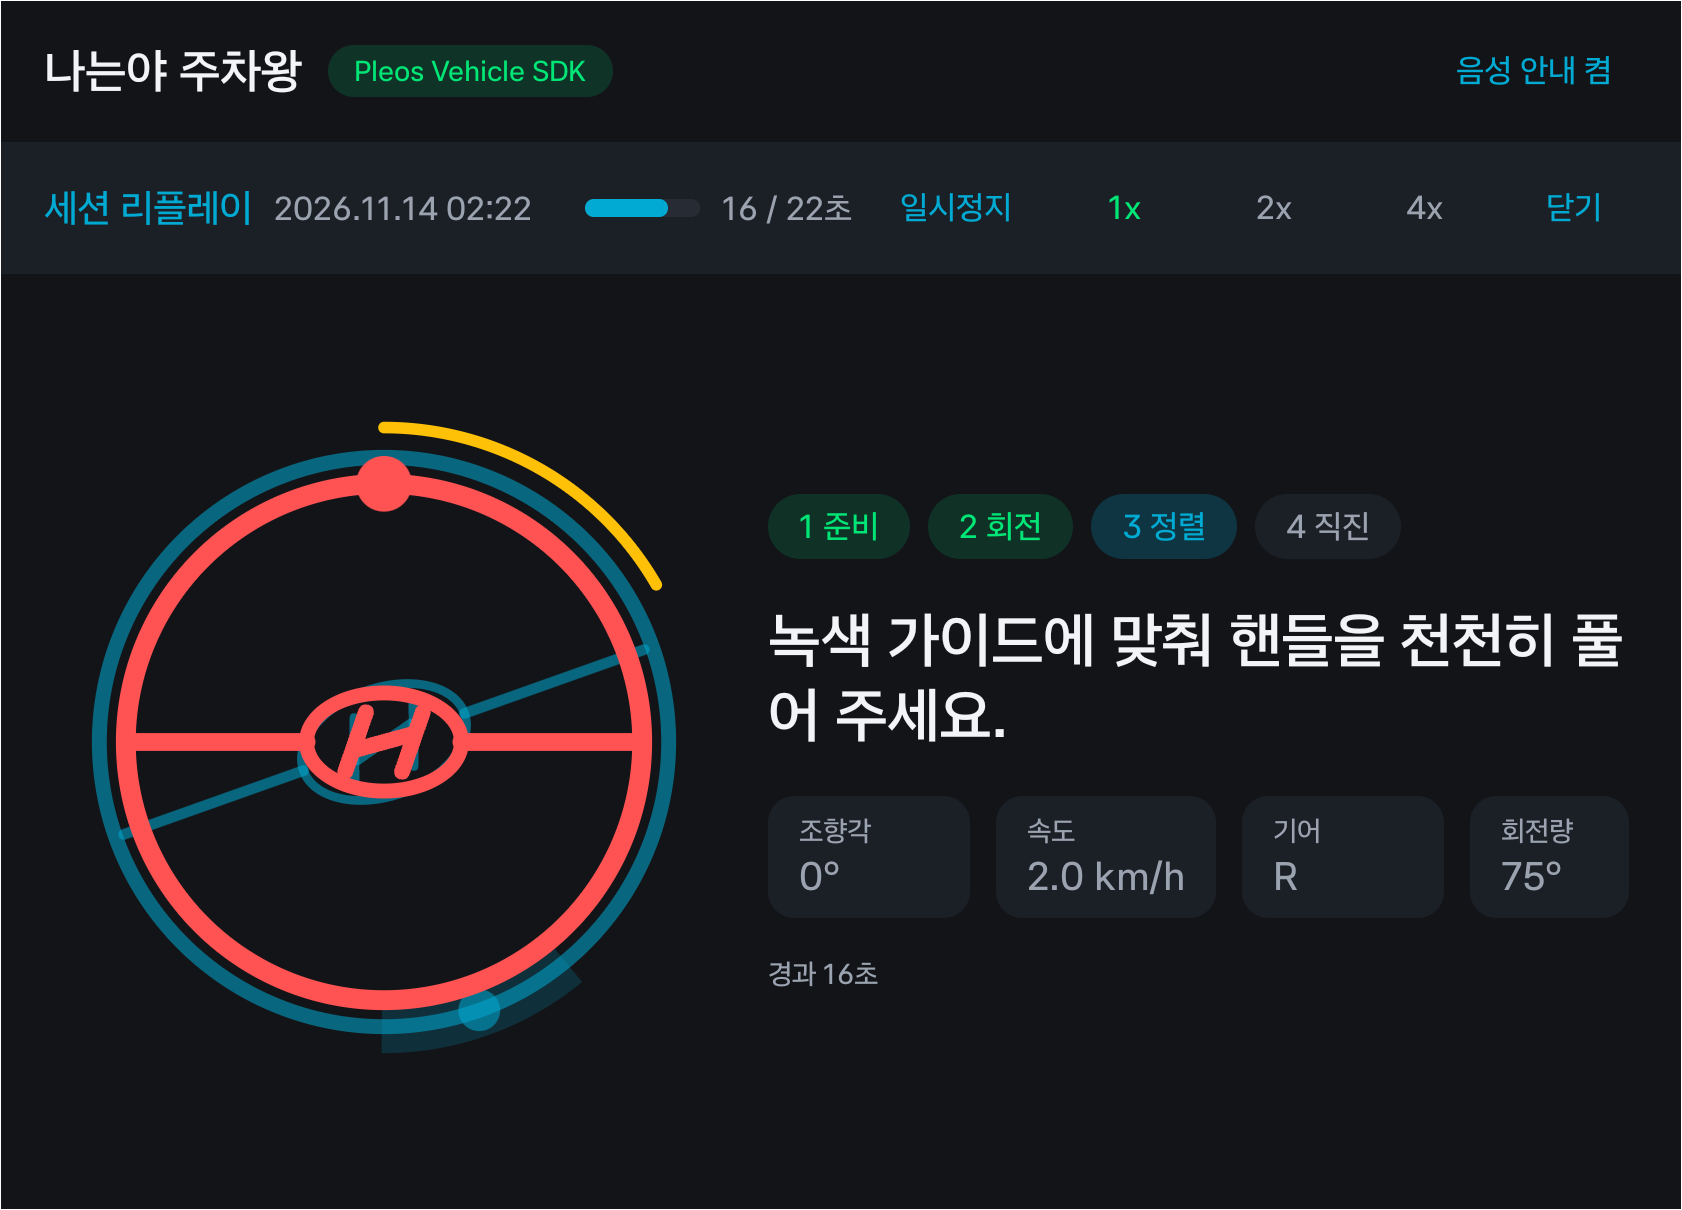 나는야 주차왕 Pleos Vehicle SDK 음성 안내 켬
세션 리플레이 2026.11.14 02:22 16 / 22초 일시정지 1x 2x 4x 닫기
1 준비 2 회전 3 정렬 4 직진
녹색 가이드에 맞춰 핸들을 천천히 풀
어 주세요.
조향각 속도 기어 회전량
0° 2.0 km/h R 75°
경과 16초